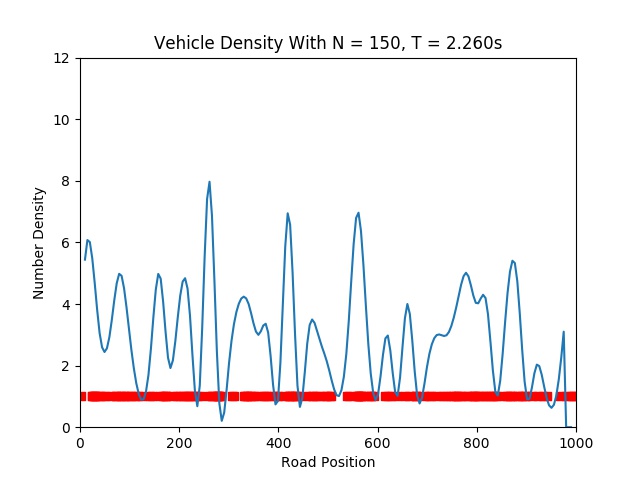 Vehicle Density With N = 150, T = 2.260s
12
10
8
6
4
2
0
Number Density
0 200 400 600 800 1000
Road Position